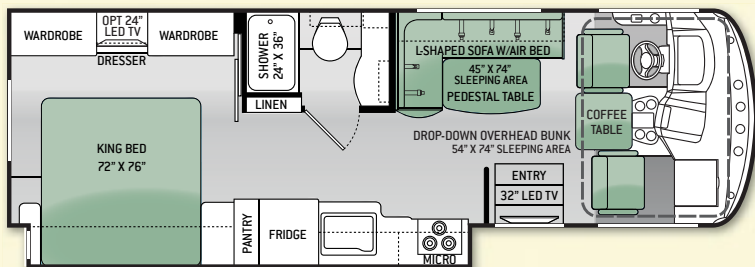 WARDROBE
OPT 24"
LED TV
WARDROBE
DRESSER
SHOWER
24" X 36"
LINEN
L-SHAPED SOFA W/AIR BED
45" X 74"
SLEEPING AREA
PEDESTAL TABLE
COFFEE
TABLE
DROP-DOWN OVERHEAD BUNK
54" X 74" SLEEPING AREA
KING BED
72" X 76"
ENTRY
32" LED TV
PANTRY
FRIDGE
MICRO